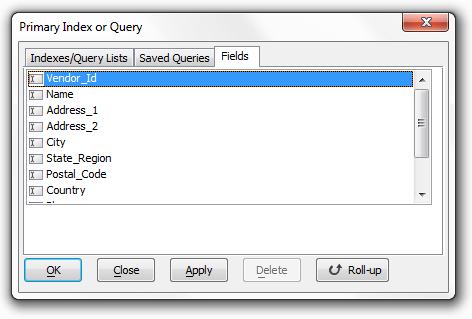 Primary Index or Query
Indexes/Query Lists Saved Queries Fields
Vendor_Id
Name
Address_1
Address_2
City
State_Region
Postal_Code
Country
OK Close Apply Delete Roll-up